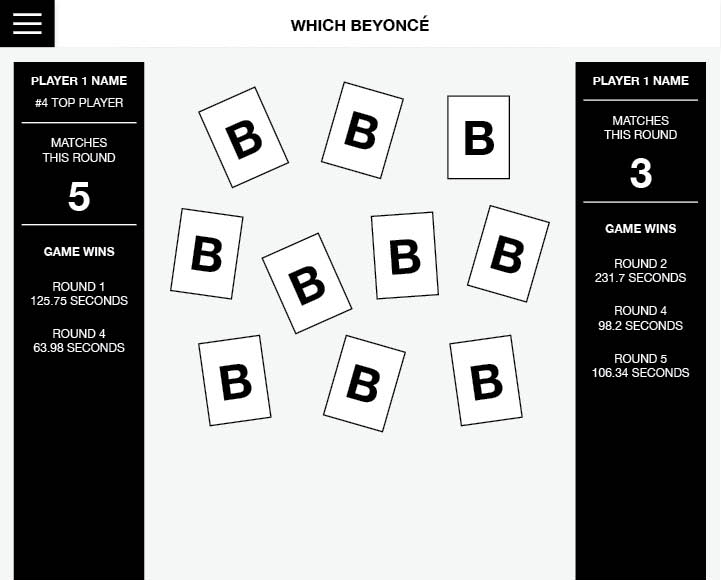 WHICH BEYONCÉ
PLAYER 1 NAME
#4 TOP PLAYER
MATCHES
THIS ROUND
5
GAME WINS
ROUND 1
125.75 SECONDS
ROUND 4
63.98 SECONDS
B
B
B
B
B
B
B
B
B
B
PLAYER 1 NAME
MATCHES
THIS ROUND
3
GAME WINS
ROUND 2
231.7 SECONDS
ROUND 4
98.2 SECONDS
ROUND 5
106.34 SECONDS